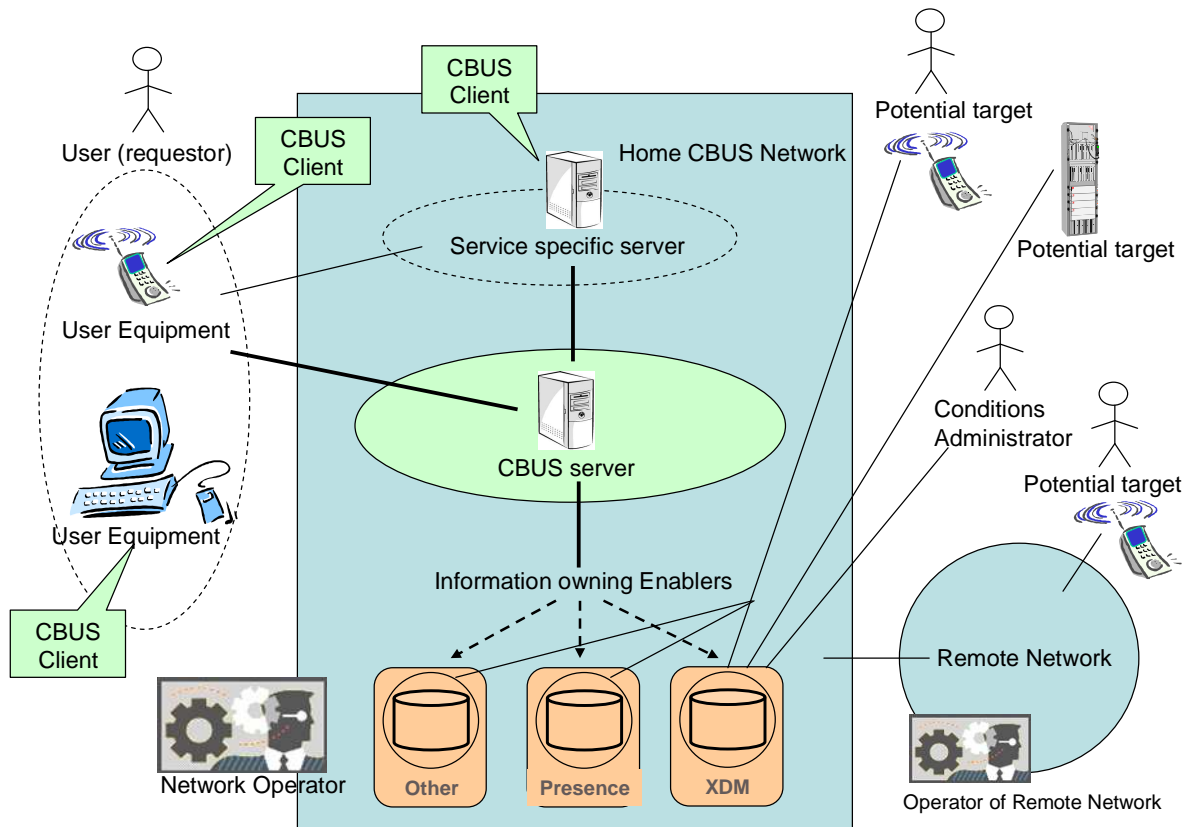 CBUS
Client
Potential target
User (requestor)
CBUS
Client
Home CBUS Network
Service specific server
Potential target
User Equipment
Conditions
Administrator
CBUS server
Potential target
User Equipment
Information owning Enablers
CBUS
Client
Remote Network
Network Operator
Other
Presence
XDM
Operator of Remote Network